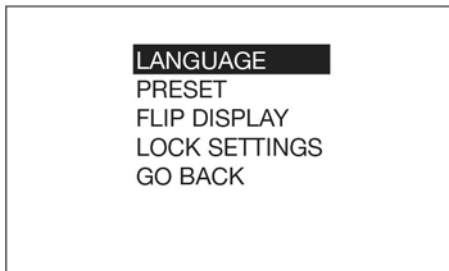 LANGUAGE
PRESET
FLIP DISPLAY
LOCK SETTINGS
GO BACK